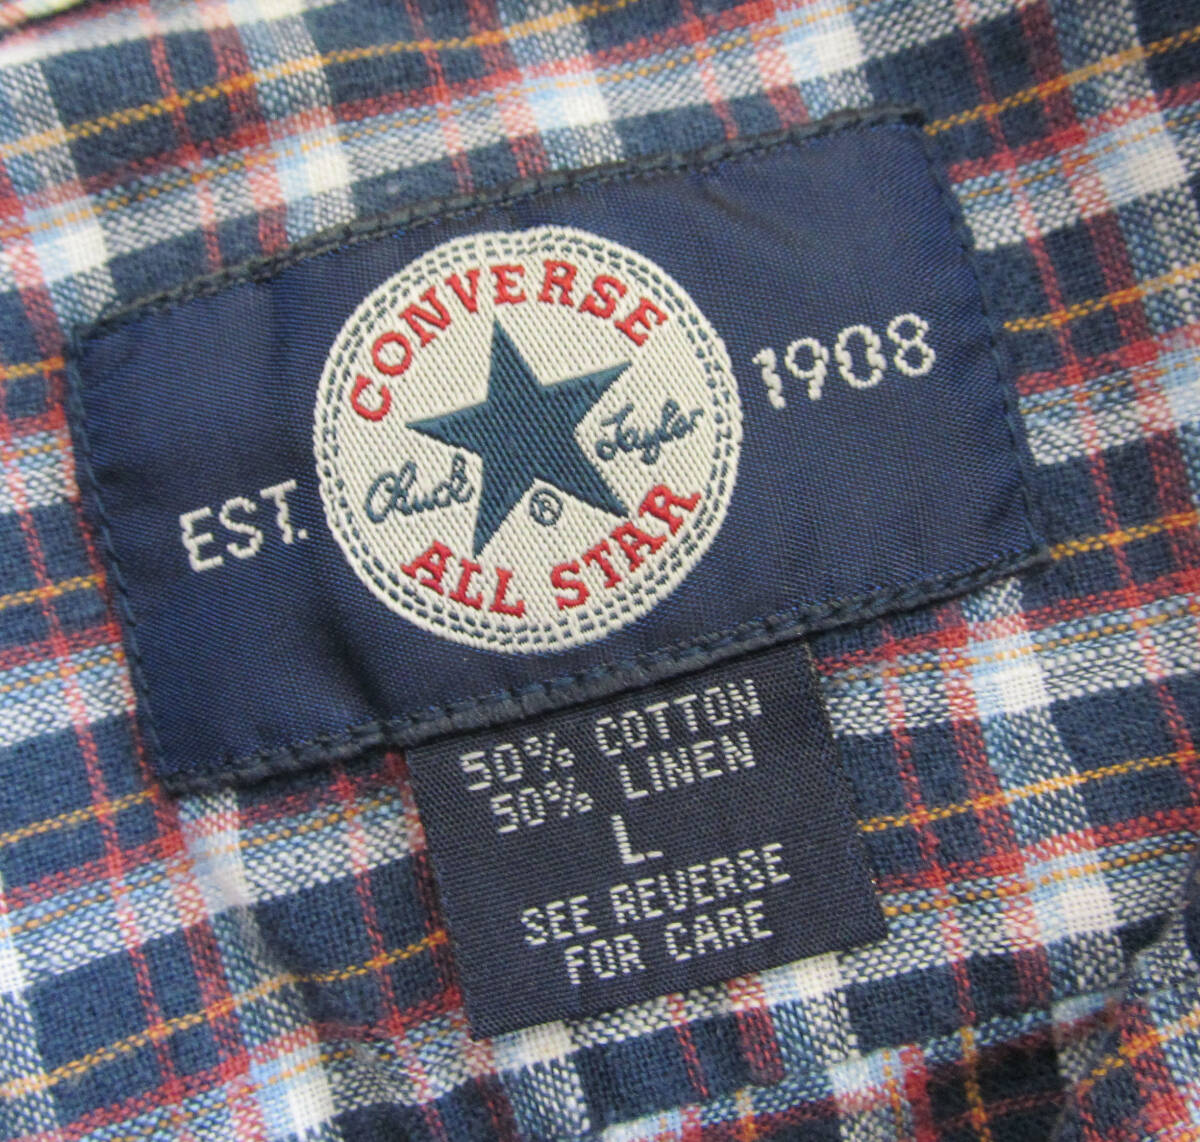 EST.
CONVERSE
Chuck Taylor
®
ALL STAR
1908
50% COTTON
50% LINEN
L.
SEE REVERSE
FOR CARE